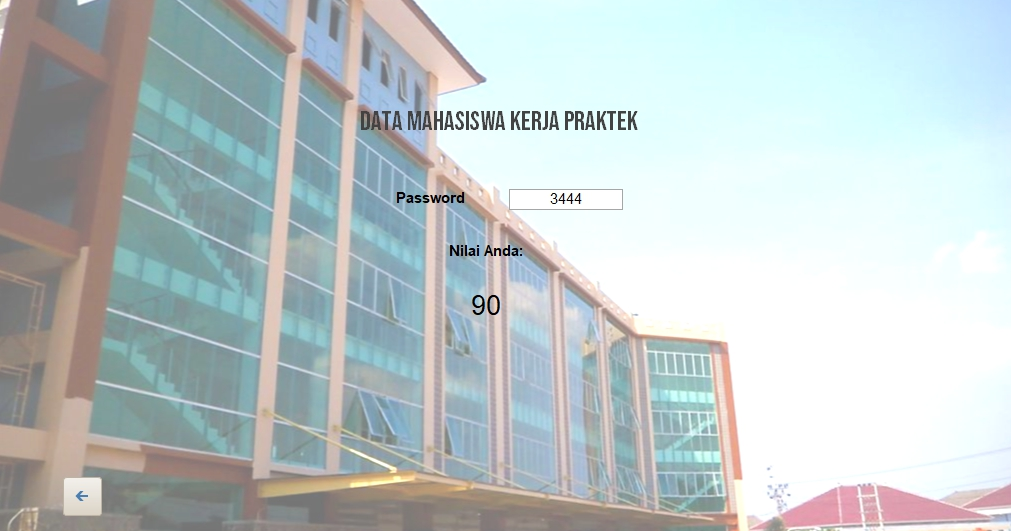 DATA MAHASISWA KERJA PRAKTEK
Password 3444
Nilai Anda:
90